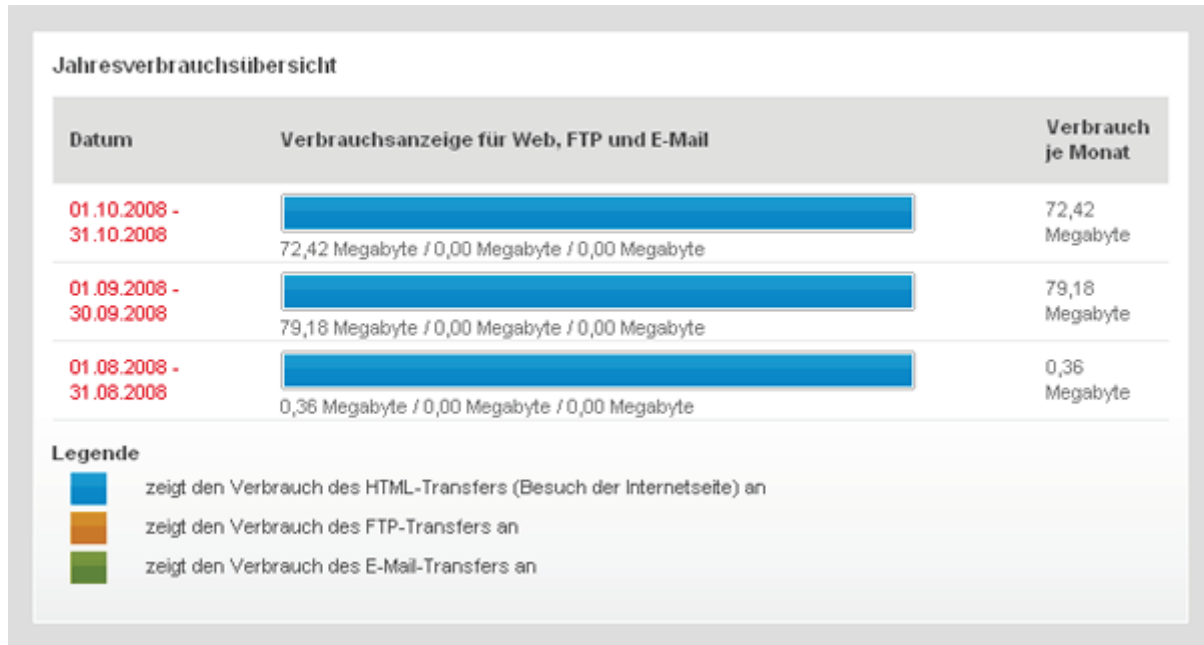 Jahresverbrauchsübersicht
Datum
Verbrauchsanzeige für Web, FTP und E-Mail
Verbrauch
je Monat
01.10.2008 -
31.10.2008
72,42 Megabyte / 0,00 Megabyte / 0,00 Megabyte
72,42
Megabyte
01.09.2008 -
30.09.2008
79,18 Megabyte / 0,00 Megabyte / 0,00 Megabyte
79,18
Megabyte
01.08.2008 -
31.08.2008
0,36 Megabyte / 0,00 Megabyte / 0,00 Megabyte
0,36
Megabyte
Legende
zeigt den Verbrauch des HTML-Transfers (Besuch der Internetseite) an
zeigt den Verbrauch des FTP-Transfers an
zeigt den Verbrauch des E-Mail-Transfers an